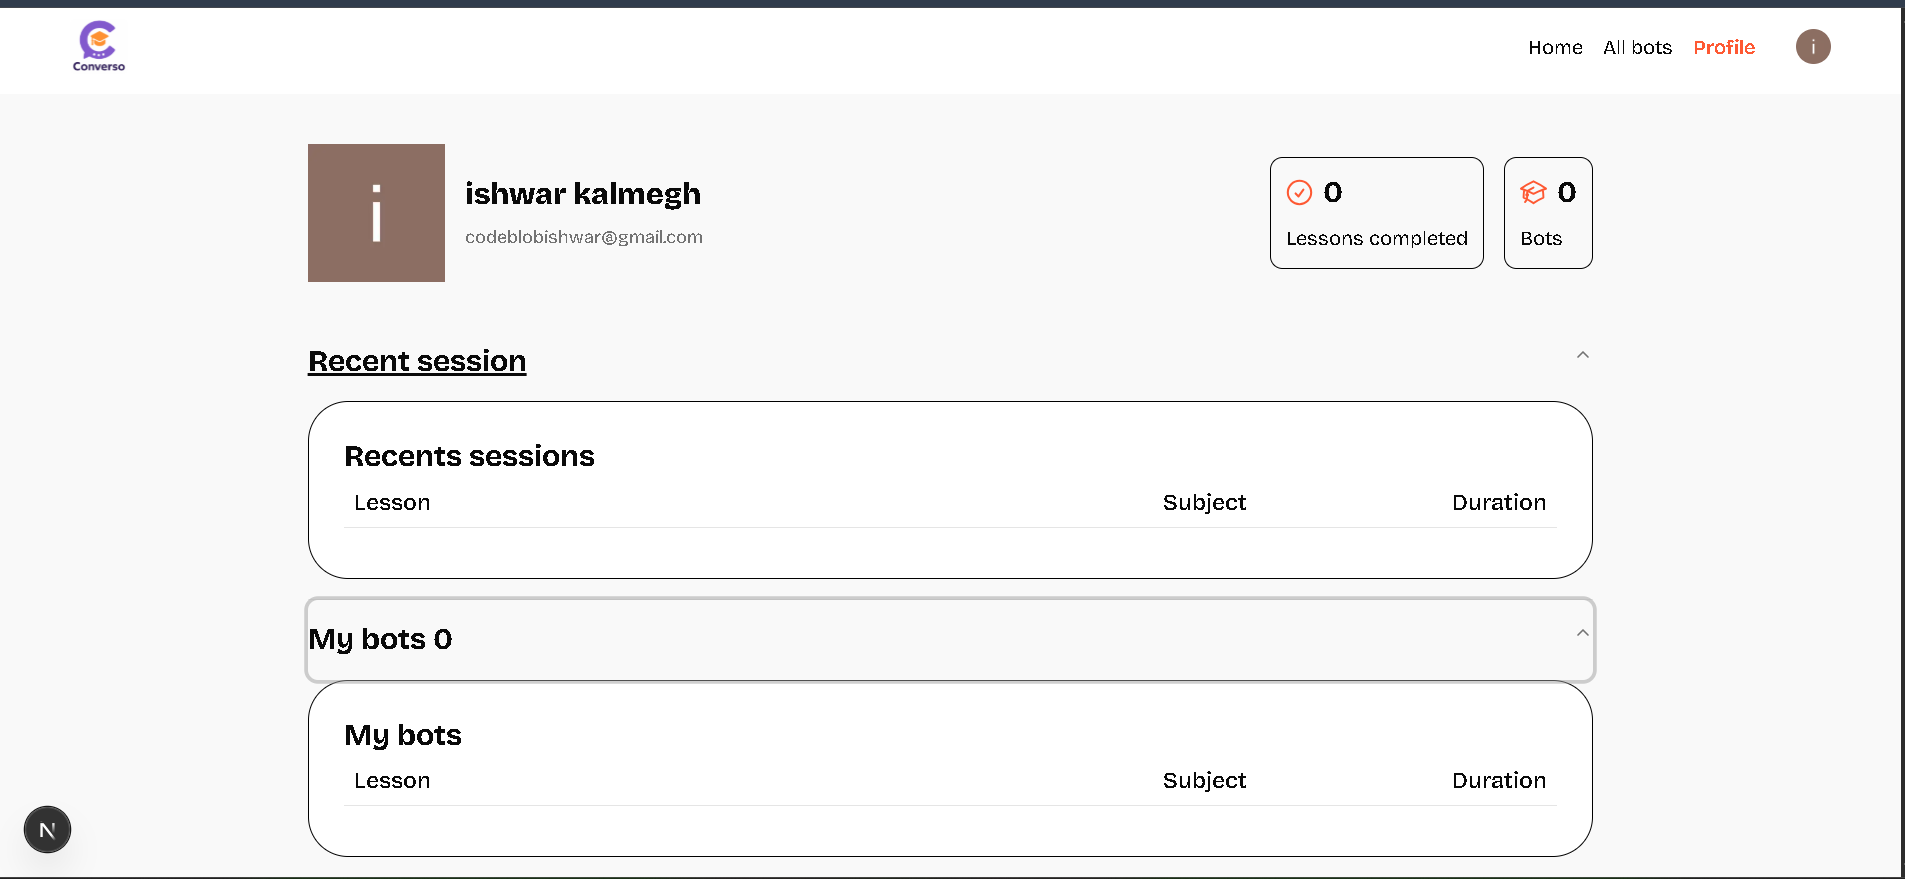 Converso
Home All bots Profile i
i
ishwar kalmegh
codeblobishwar@gmail.com
0
Lessons completed
0
Bots
Recent session
Recents sessions
Lesson Subject Duration
My bots 0
My bots
Lesson Subject Duration
N